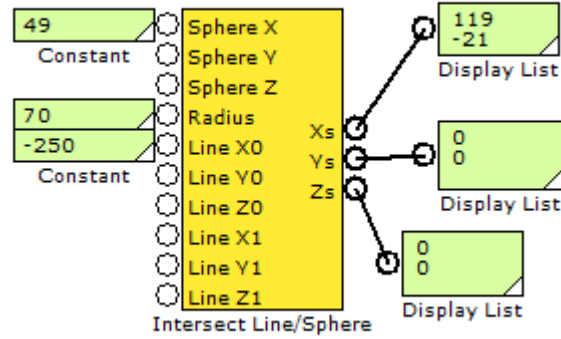 49
Constant
70
-250
Constant
Sphere X
Sphere Y
Sphere Z
Radius
Line X0
Line Y0
Line Z0
Line X1
Line Y1
Line Z1
Xs
Ys
Zs
Intersect Line/Sphere
119
-21
Display List
0
0
Display List
0
0
Display List